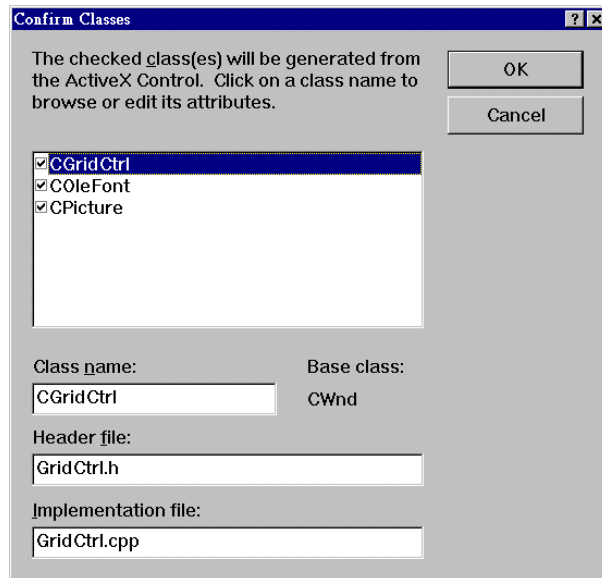 Confirm Classes
The checked class(es) will be generated from
the ActiveX Control. Click on a class name to
browse or edit its attributes.
OK
Cancel
CGridCtrl
COleFont
CPicture
Class name:
Base class:
CGridCtrl
CWnd
Header file:
GridCtrl.h
Implementation file:
GridCtrl.cpp